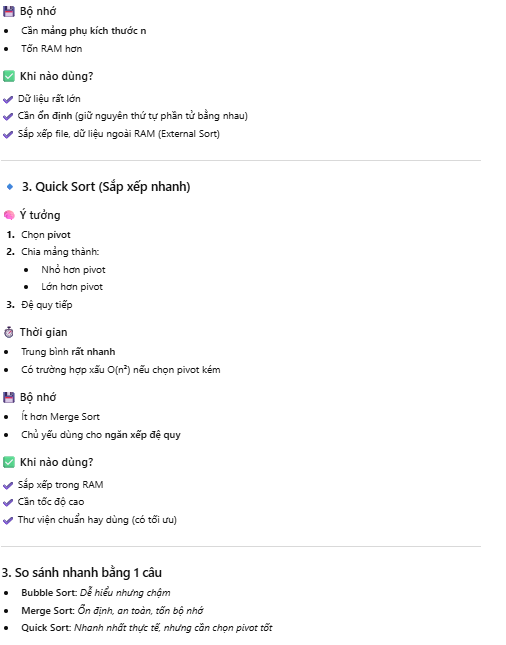 💾 Bộ nhớ
• Cần mảng phụ kích thước n
• Tốn RAM hơn
✅ Khi nào dùng?
✔ Dữ liệu rất lớn
✔ Cần ổn định (giữ nguyên thứ tự phần tử bằng nhau)
✔ Sắp xếp file, dữ liệu ngoài RAM (External Sort)
🔹 3. Quick Sort (Sắp xếp nhanh)
🧠 Ý tưởng
1. Chọn pivot
2. Chia mảng thành:
• Nhỏ hơn pivot
• Lớn hơn pivot
3. Đệ quy tiếp
⏱ Thời gian
• Trung bình rất nhanh
• Có trường hợp xấu O(n²) nếu chọn pivot kém
💾 Bộ nhớ
• Ít hơn Merge Sort
• Chủ yếu dùng cho ngăn xếp đệ quy
✅ Khi nào dùng?
✔ Sắp xếp trong RAM
✔ Cần tốc độ cao
✔ Thư viện chuẩn hay dùng (có tối ưu)
3. So sánh nhanh bằng 1 câu
• Bubble Sort: Dễ hiểu nhưng chậm
• Merge Sort: Ổn định, an toàn, tốn bộ nhớ
• Quick Sort: Nhanh nhất thực tế, nhưng cần chọn pivot tốt